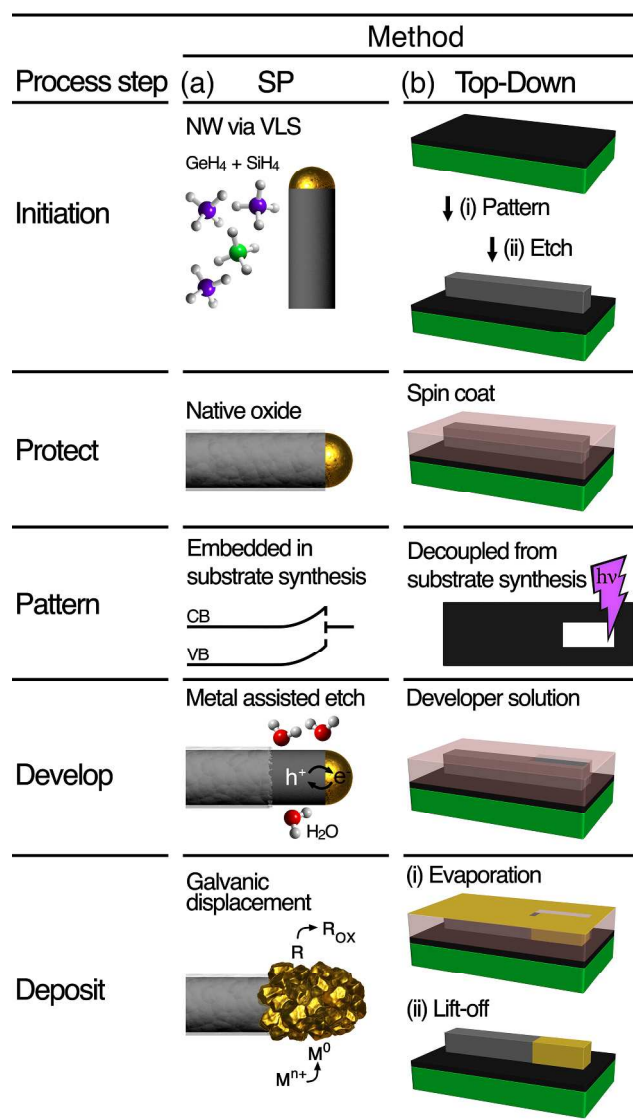 Method
Process step (a) SP (b) Top-Down
Initiation
NW via VLS
GeH₄ + SiH₄
(i) Pattern
(ii) Etch
Protect
Native oxide
Spin coat
Pattern
Embedded in
substrate synthesis
CB
VB
Decoupled from
substrate synthesis
hν
Develop
Metal assisted etch
h⁺ e⁻
H₂O
Developer solution
Deposit
Galvanic
displacement
R R_OX
M⁰
Mⁿ⁺
(i) Evaporation
(ii) Lift-off